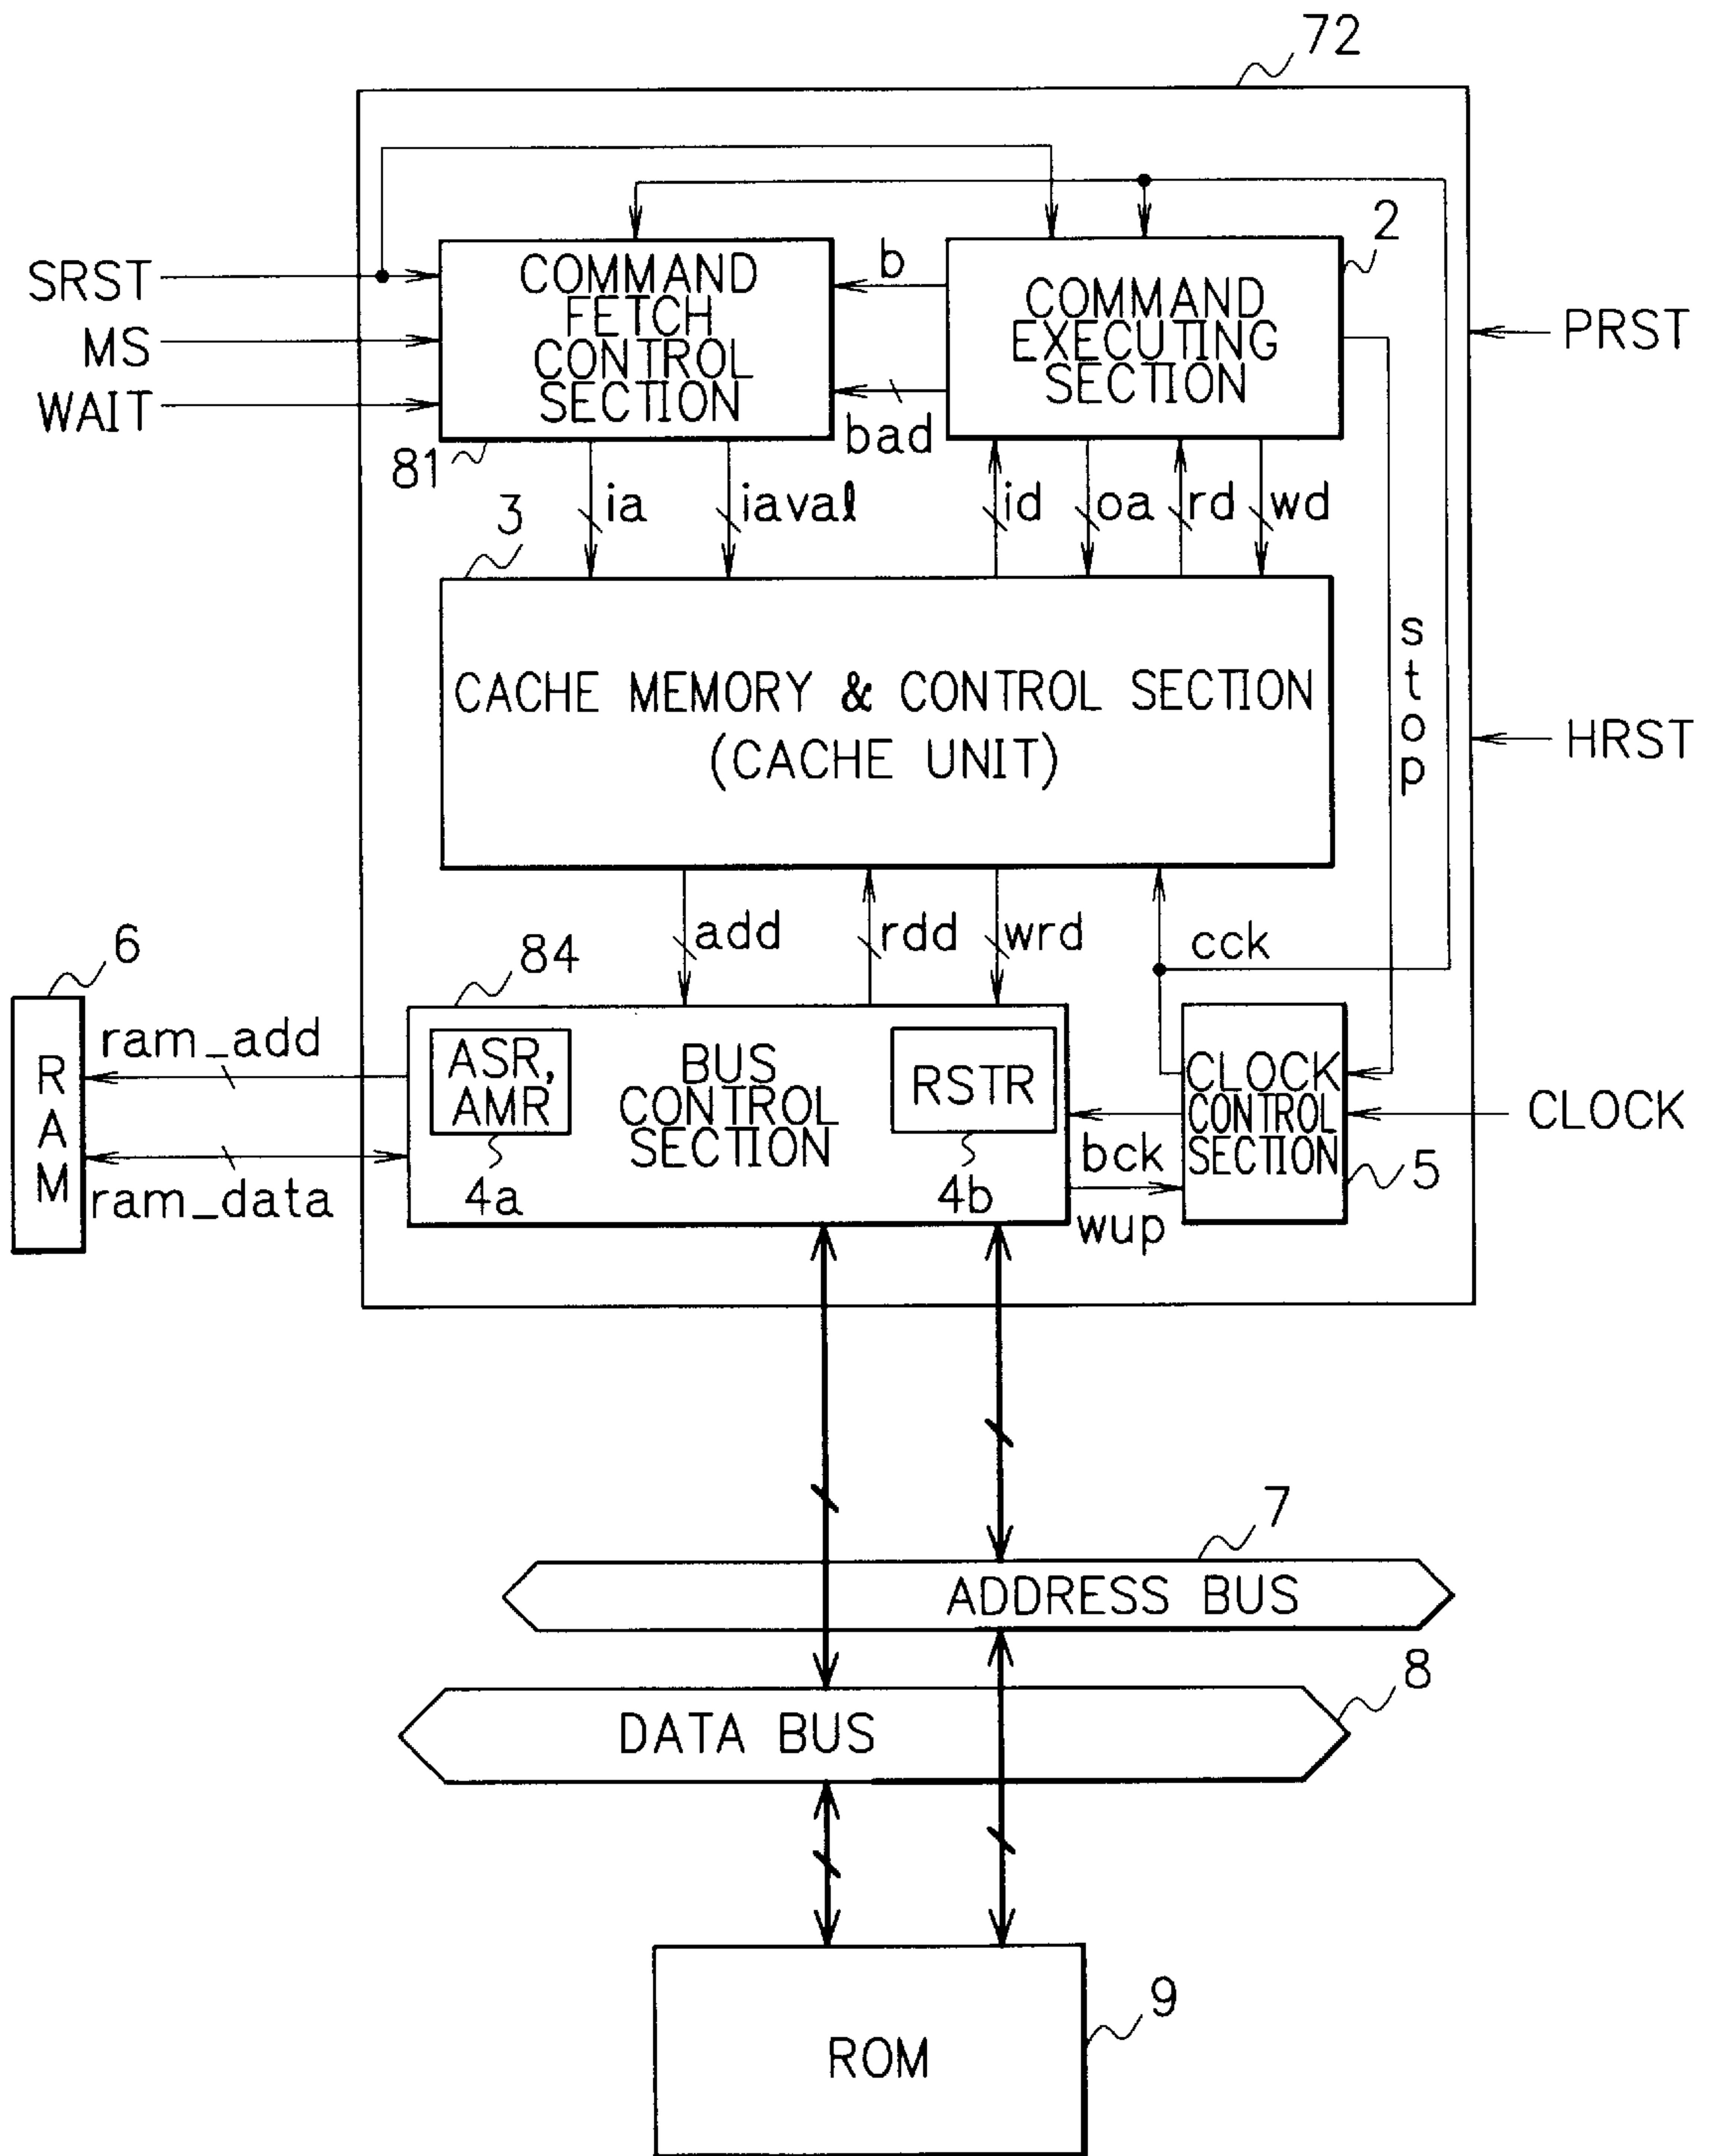 72
SRST
MS
WAIT
COMMAND
FETCH
CONTROL
SECTION
81
b
bad
COMMAND
EXECUTING
SECTION
2
PRST
HRST
ia
iaval
id
oa
rd
wd
3
CACHE MEMORY & CONTROL SECTION
(CACHE UNIT)
stop
add
rdd
wrd
cck
6
RAM
ram_add
ram_data
84
ASR,
AMR
4a
BUS
CONTROL
SECTION
RSTR
4b
bck
wup
CLOCK
CONTROL
SECTION
5
CLOCK
7
ADDRESS BUS
8
DATA BUS
9
ROM